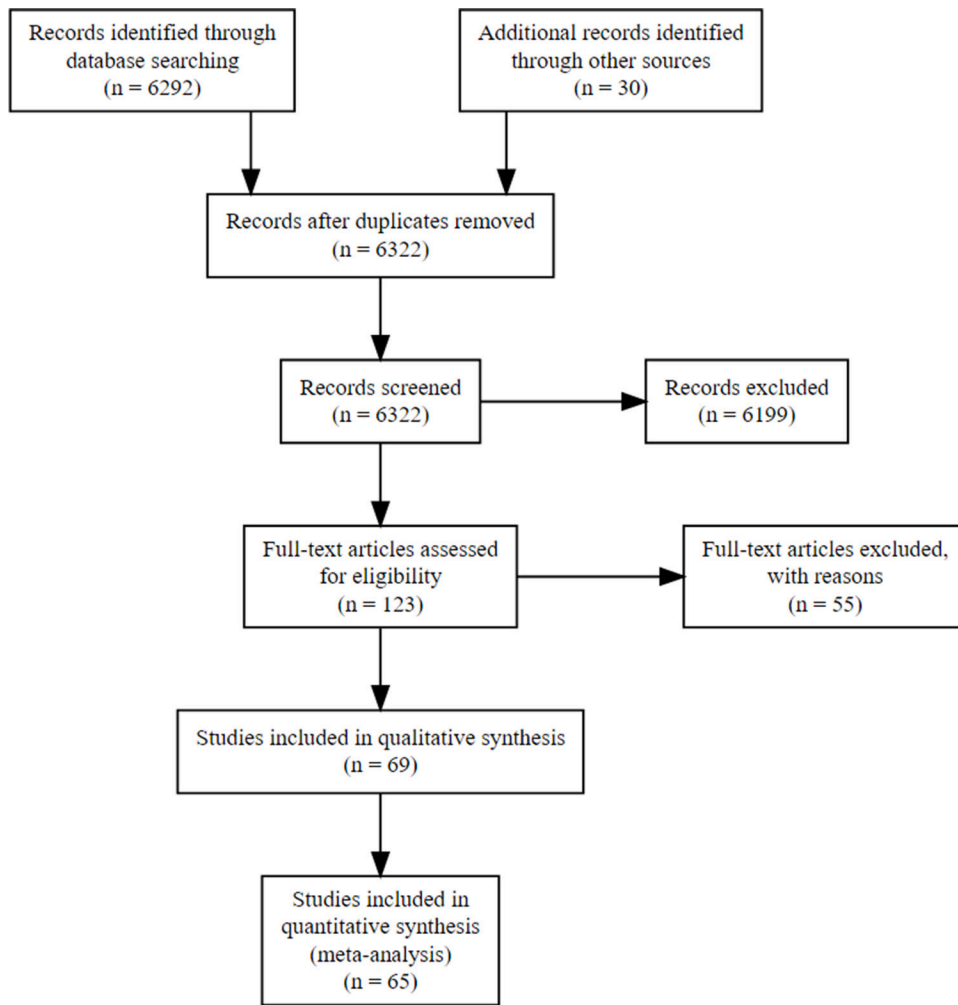 Records identified through
database searching
(n = 6292)
Additional records identified
through other sources
(n = 30)
Records after duplicates removed
(n = 6322)
Records screened
(n = 6322)
Records excluded
(n = 6199)
Full-text articles assessed
for eligibility
(n = 123)
Full-text articles excluded,
with reasons
(n = 55)
Studies included in qualitative synthesis
(n = 69)
Studies included in
quantitative synthesis
(meta-analysis)
(n = 65)